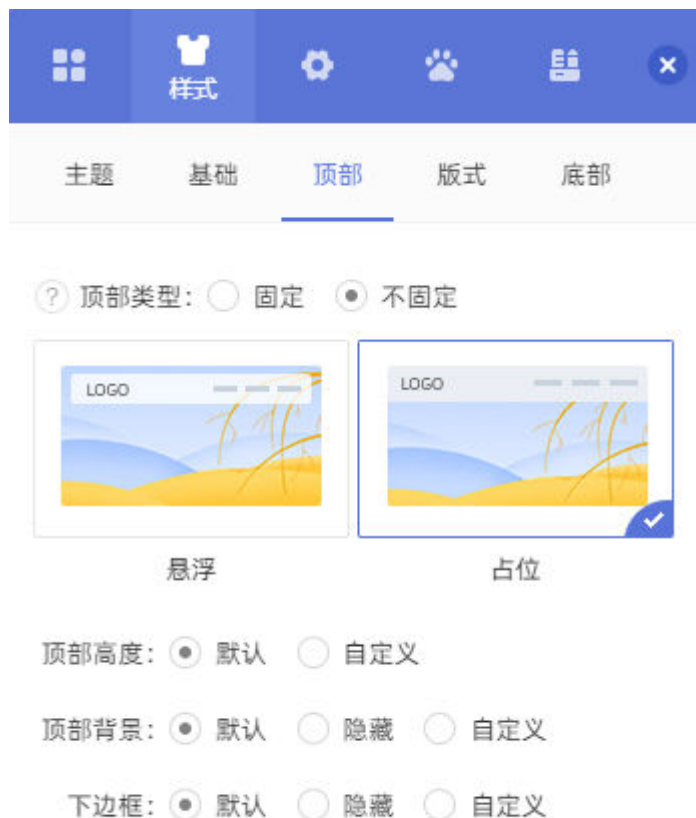 样式
主题 基础 顶部 版式 底部
? 顶部类型: 固定 不固定
LOGO LOGO
悬浮 占位
顶部高度: 默认 自定义
顶部背景: 默认 隐藏 自定义
下边框: 默认 隐藏 自定义